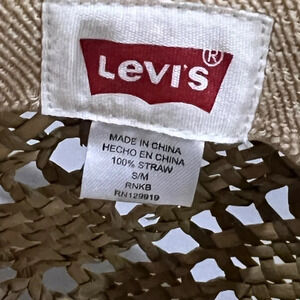 LEVI'S®
MADE IN CHINA
HECHO EN CHINA
100% STRAW
S/M
RNKB
RN129919